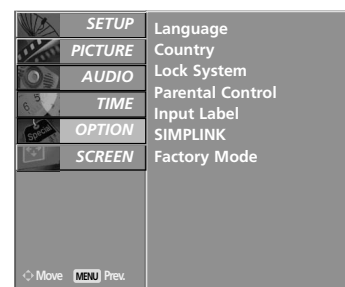 SETUP
PICTURE
AUDIO
TIME
OPTION
SCREEN
Language
Country
Lock System
Parental Control
Input Label
SIMPLINK
Factory Mode
Special
Move MENU Prev.